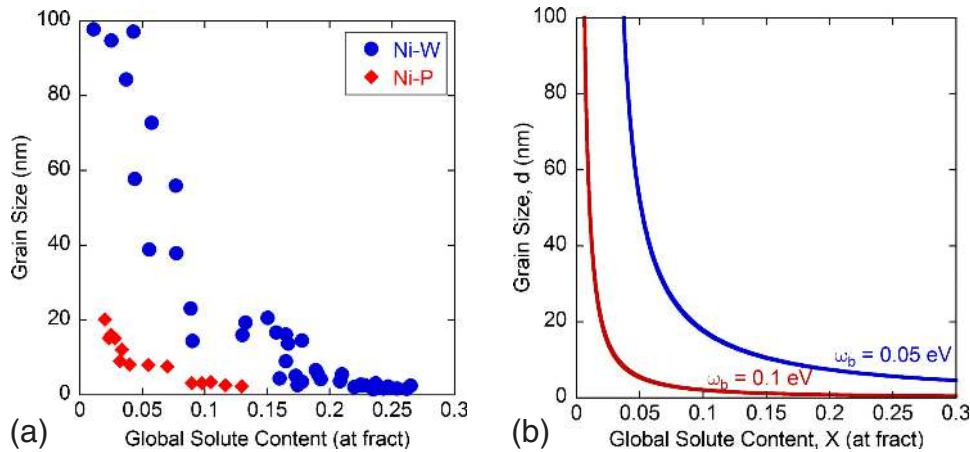 100
80
60
40
20
0
Grain Size (nm)
Ni-W
Ni-P
0 0.05 0.1 0.15 0.2 0.25 0.3
(a) Global Solute Content (at fract)
100
80
60
40
20
0
Grain Size, d (nm)
ω_b = 0.05 eV
ω_b = 0.1 eV
0 0.05 0.1 0.15 0.2 0.25 0.3
(b) Global Solute Content, X (at fract)